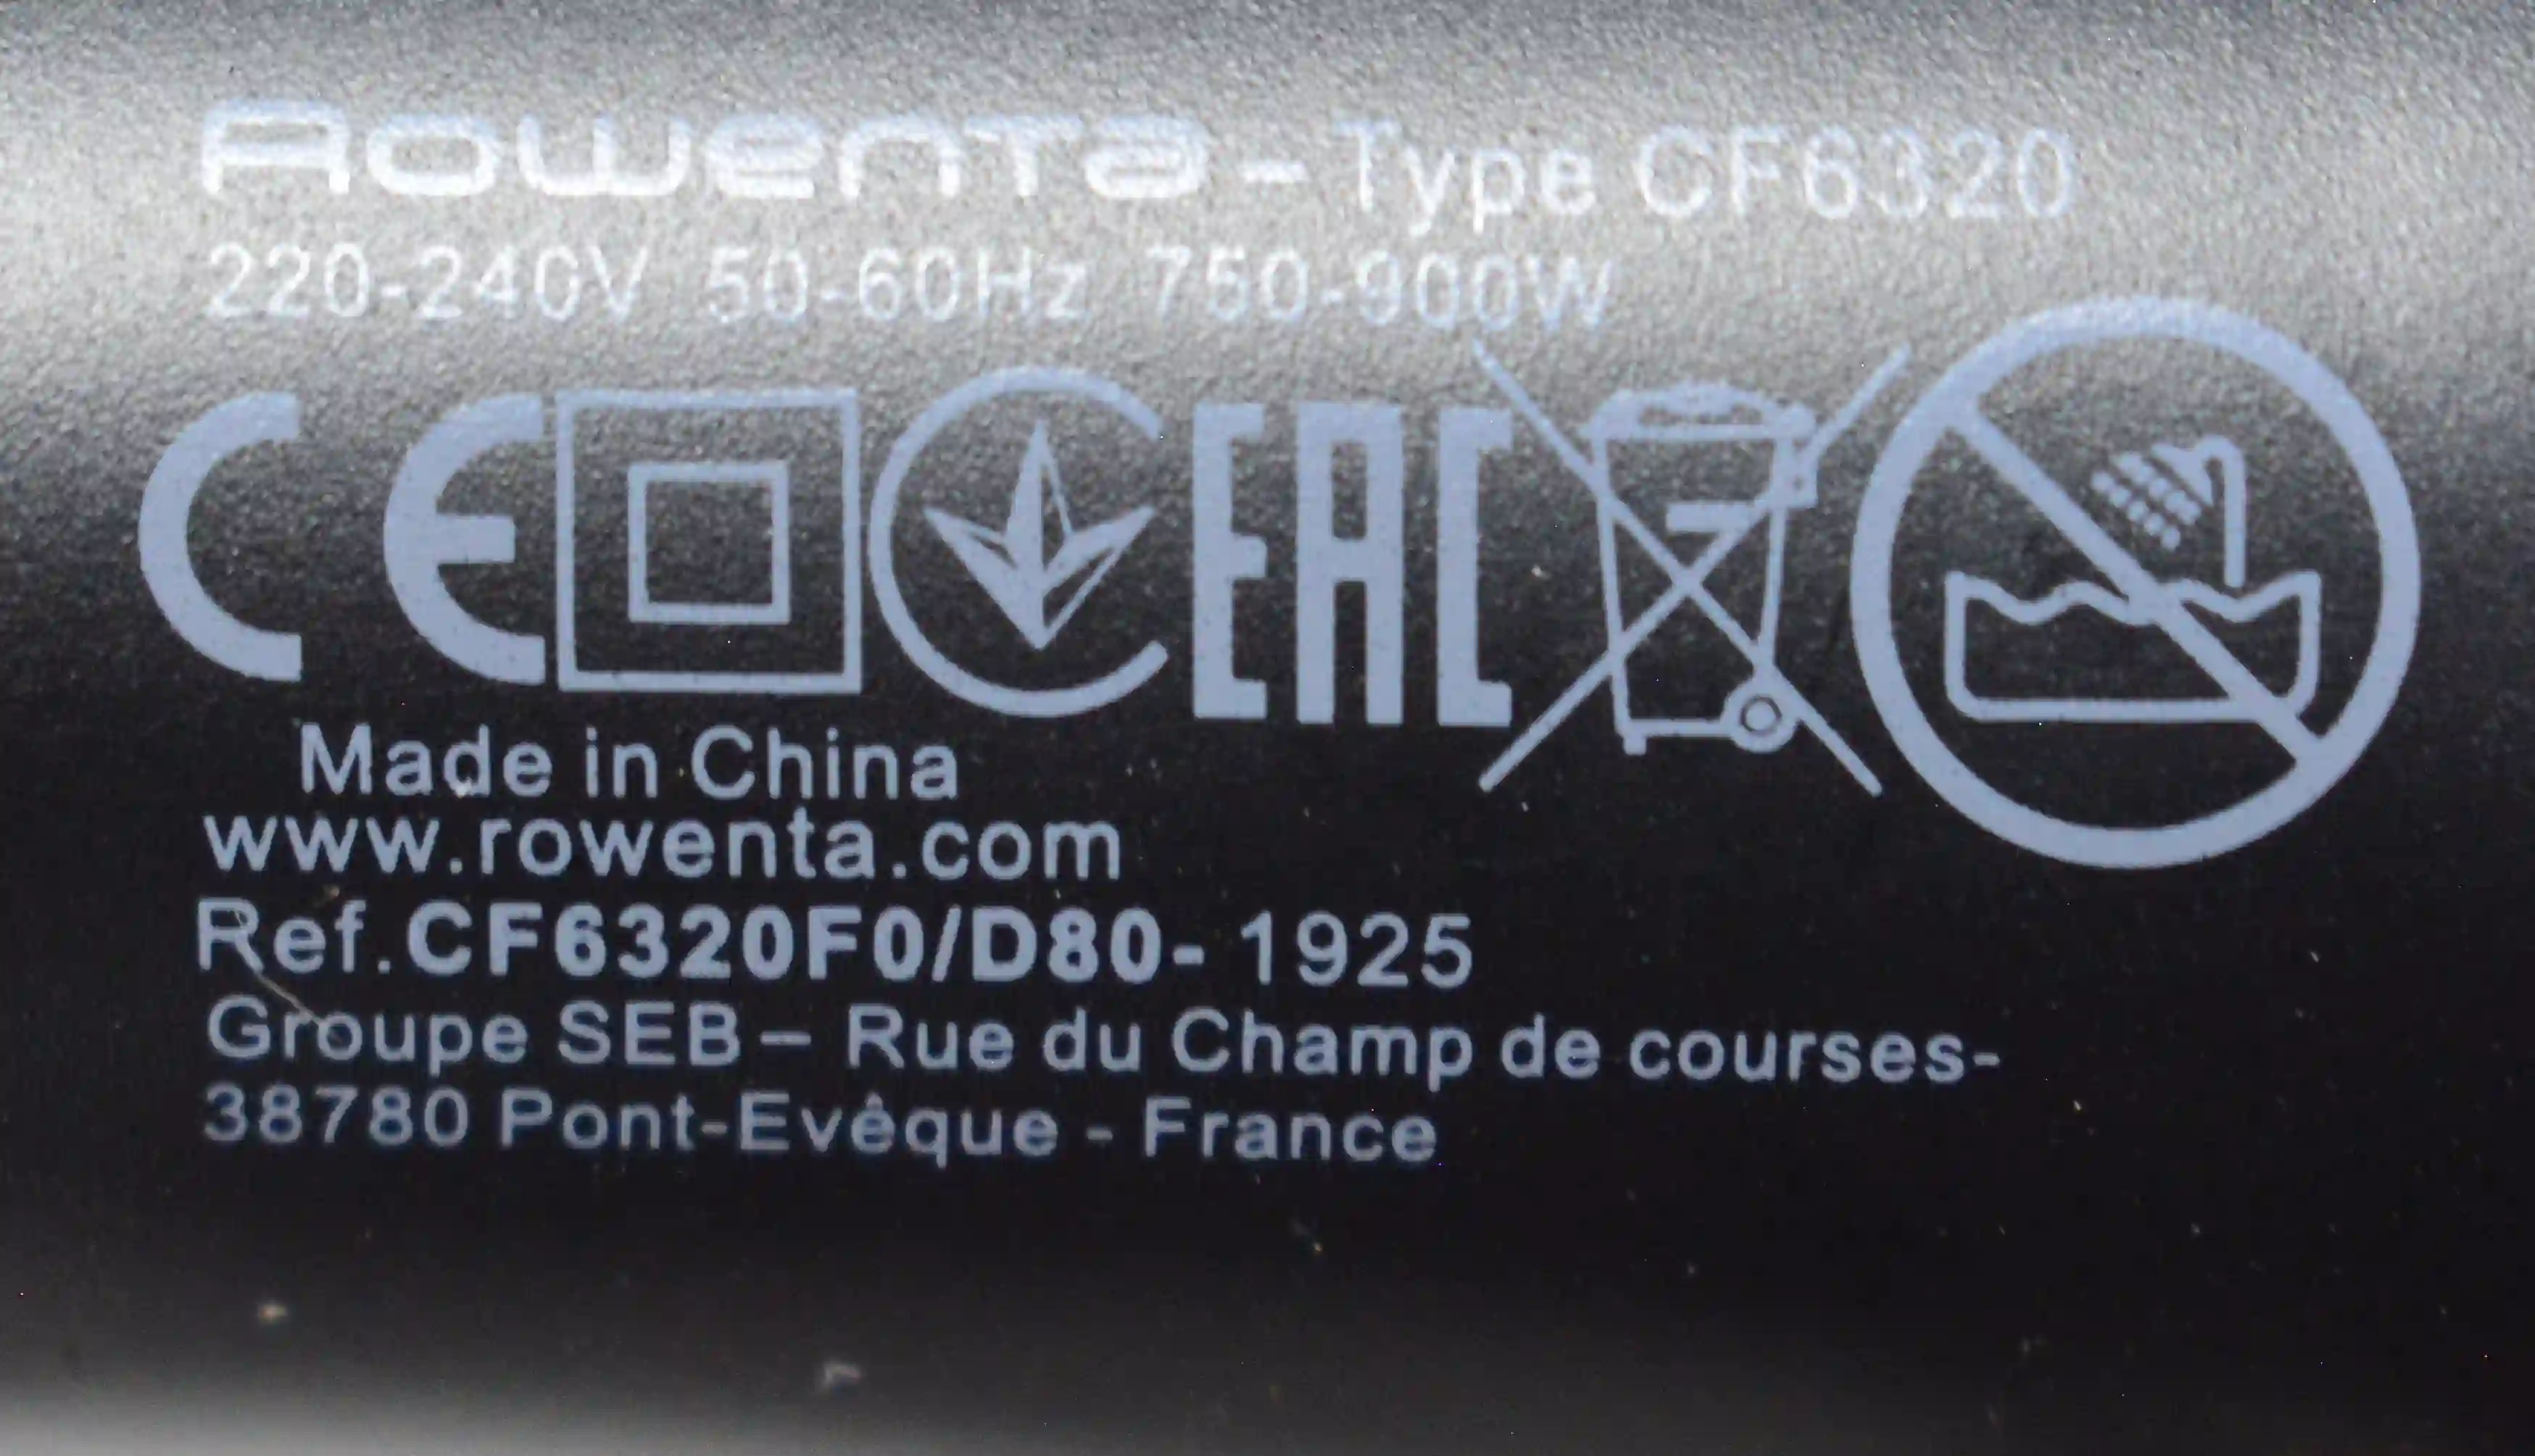 Rowenta - Type CF6320
220-240V 50-60Hz 750-900W
CE EAC
Made in China
www.rowenta.com
Ref.CF6320F0/D80- 1925
Groupe SEB – Rue du Champ de courses-
38780 Pont-Evêque - France